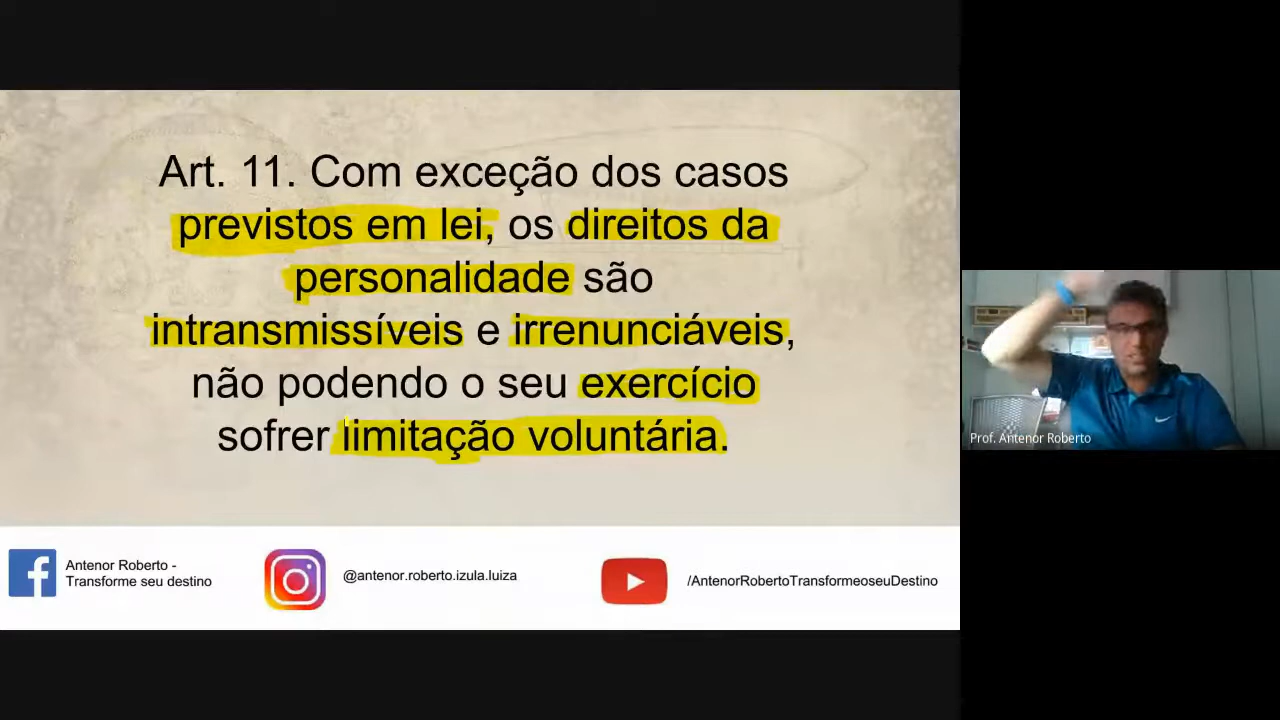 Art. 11. Com exceção dos casos
previstos em lei, os direitos da
personalidade são
intransmissíveis e irrenunciáveis,
não podendo o seu exercício
sofrer limitação voluntária.
Prof. Antenor Roberto
Antenor Roberto -
Transforme seu destino
@antenor.roberto.izula.luiza
/AntenorRobertoTransformeoseuDestino